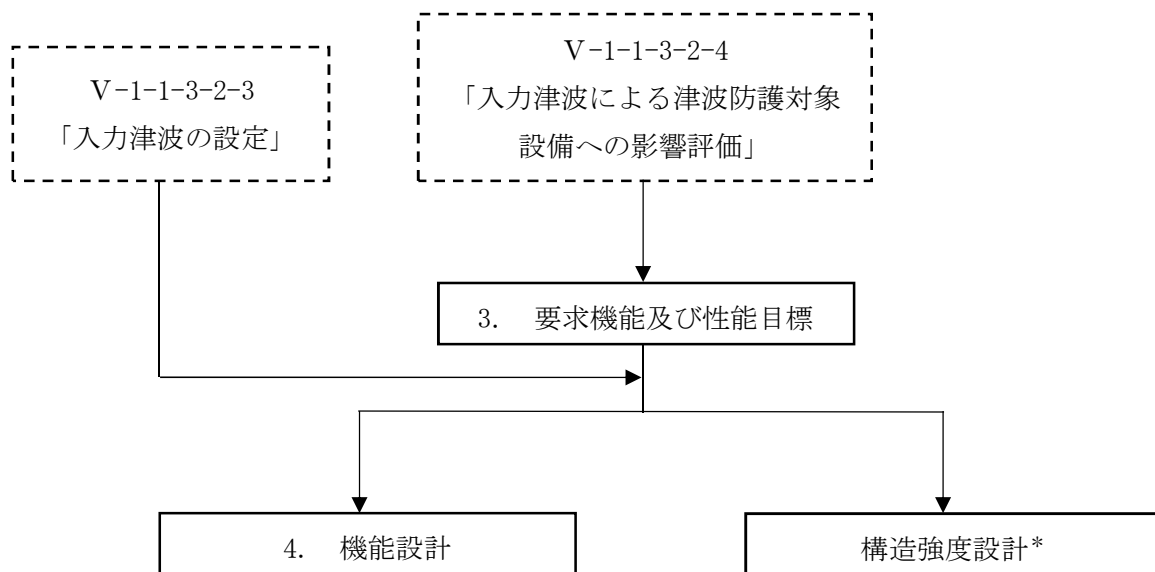 Ⅴ-1-1-3-2-3
「入力津波の設定」
Ⅴ-1-1-3-2-4
「入力津波による津波防護対象
設備への影響評価」
3.　要求機能及び性能目標
4.　機能設計
構造強度設計*